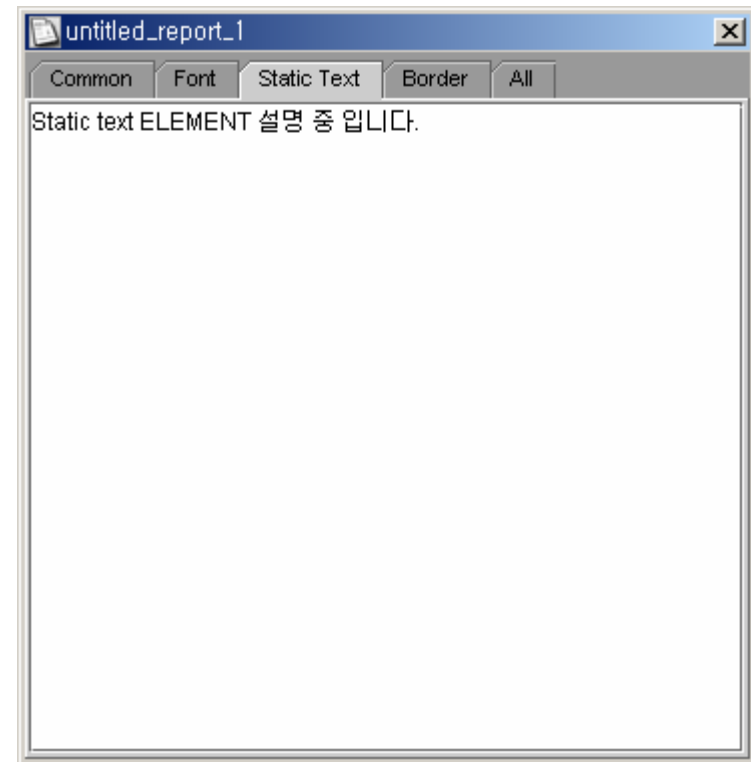 untitled_report_1
Common Font Static Text Border All
Static text ELEMENT 설명 중 입니다.